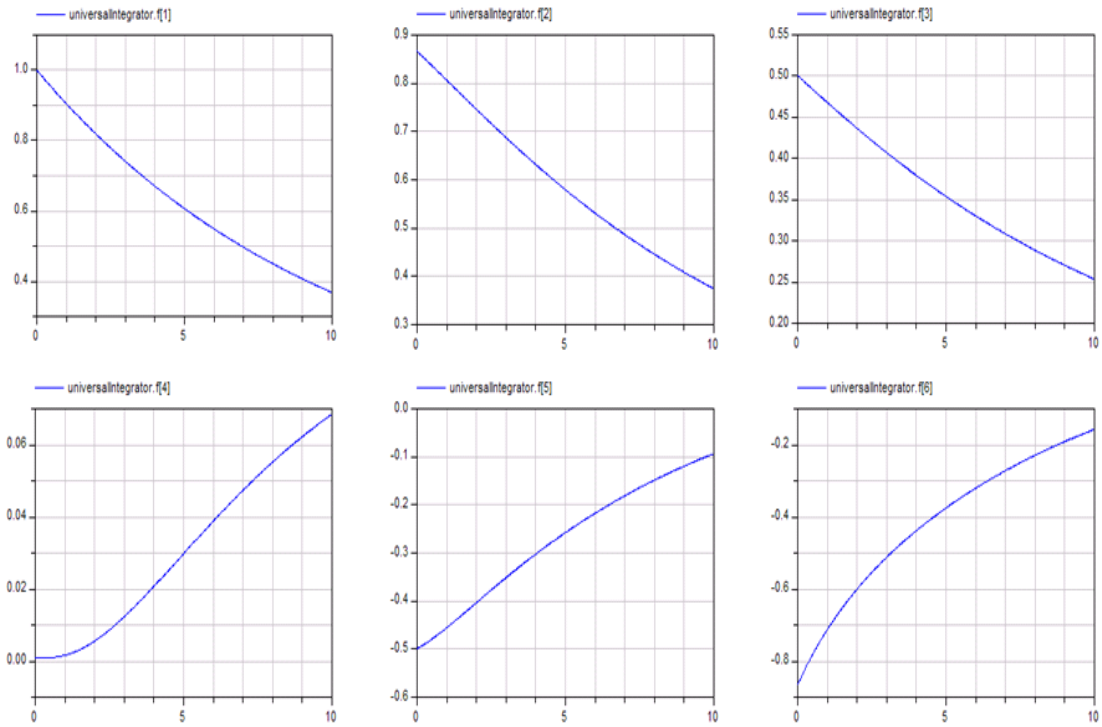 universalIntegrator.f[1]
1.0
0.8
0.6
0.4
0 5 10
universalIntegrator.f[2]
0.9
0.8
0.7
0.6
0.5
0.4
0.3
0 5 10
universalIntegrator.f[3]
0.55
0.50
0.45
0.40
0.35
0.30
0.25
0.20
0 5 10
universalIntegrator.f[4]
0.06
0.04
0.02
0.00
0 5 10
universalIntegrator.f[5]
0.0
-0.1
-0.2
-0.3
-0.4
-0.5
-0.6
0 5 10
universalIntegrator.f[6]
-0.2
-0.4
-0.6
-0.8
0 5 10